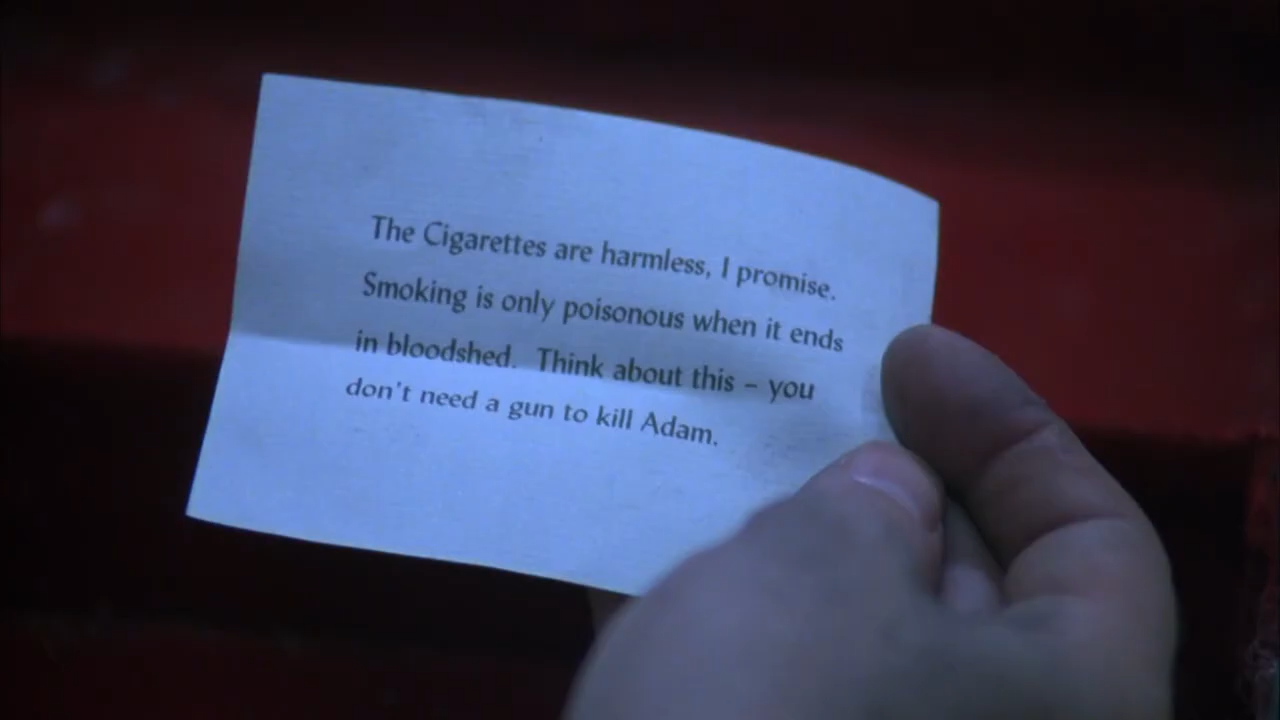 The Cigarettes are harmless, I promise.
Smoking is only poisonous when it ends
in bloodshed.  Think about this – you
don't need a gun to kill Adam.